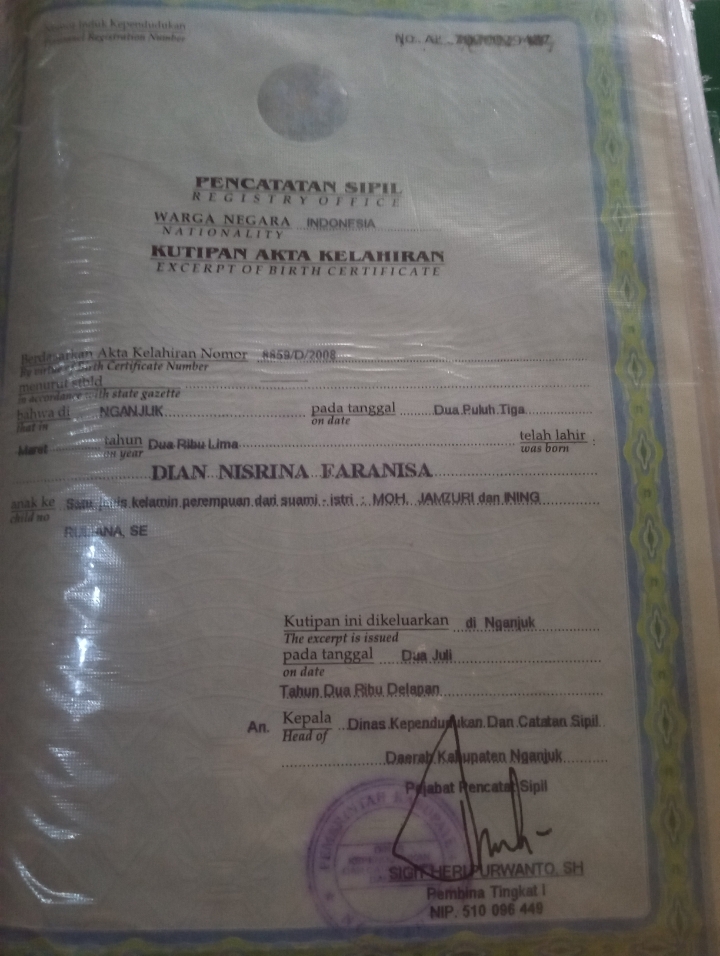 Nomor Induk Kependudukan
Personal Registration Number
NO. AL.
PENCATATAN SIPIL
REGISTRY OFFICE
WARGA NEGARA INDONESIA
NATIONALITY
KUTIPAN AKTA KELAHIRAN
EXCERPT OF BIRTH CERTIFICATE
Berdasarkan Akta Kelahiran Nomor 8859/D/2008
By virtue of Birth Certificate Number
menurut stbld
in accordance with state gazette
bahwa di NGANJUK pada tanggal Dua Puluh Tiga
that in on date
Maret tahun Dua Ribu Lima telah lahir :
on year was born
DIAN NISRINA FARANISA
anak ke Satu jenis kelamin perempuan dari suami - istri : MOH. JAMZURI dan INING
child no
RULIANA, SE
Kutipan ini dikeluarkan di Nganjuk
The excerpt is issued
pada tanggal Dua Juli
on date
Tahun Dua Ribu Delapan
An. Kepala Dinas Kependudukan Dan Catatan Sipil
Head of
Daerah Kabupaten Nganjuk
Pejabat Pencatat Sipil
PEMERINTAH KABUPATEN
SIGIT HERI PURWANTO, SH
Pembina Tingkat I
NIP. 510 096 449